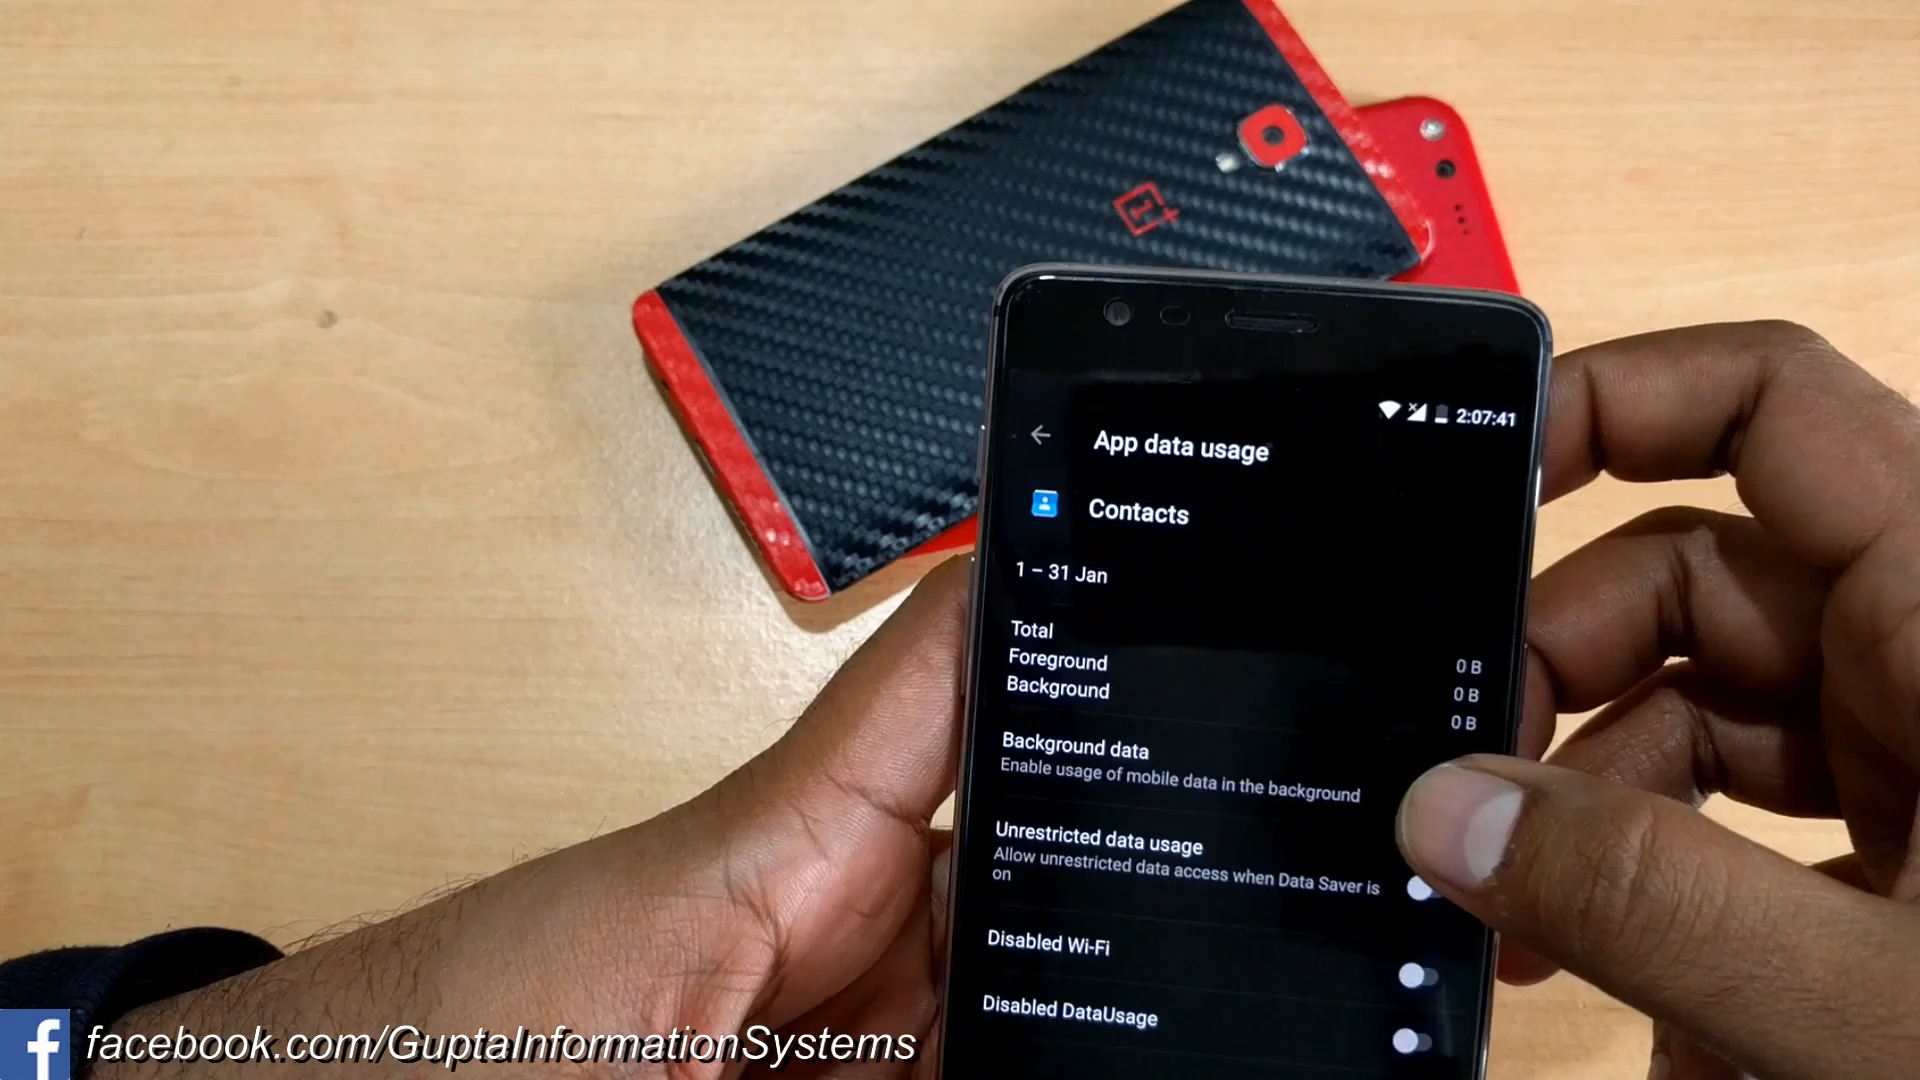 2:07:41
App data usage
Contacts
1 – 31 Jan
Total
0 B
Foreground
0 B
Background
0 B
Background data
Enable usage of mobile data in the background
Unrestricted data usage
Allow unrestricted data access when Data Saver is
on
Disabled Wi-Fi
Disabled DataUsage
f facebook.com/GuptaInformationSystems
1+